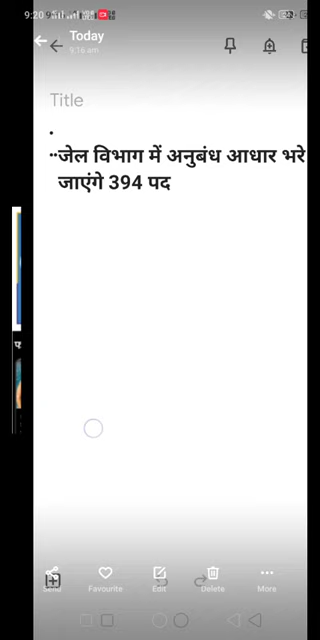 9:20
Today
9:16 am
Title
.
..जेल विभाग में अनुबंध आधार भरे
जाएंगे 394 पद
Send
Favourite
Edit
Delete
More